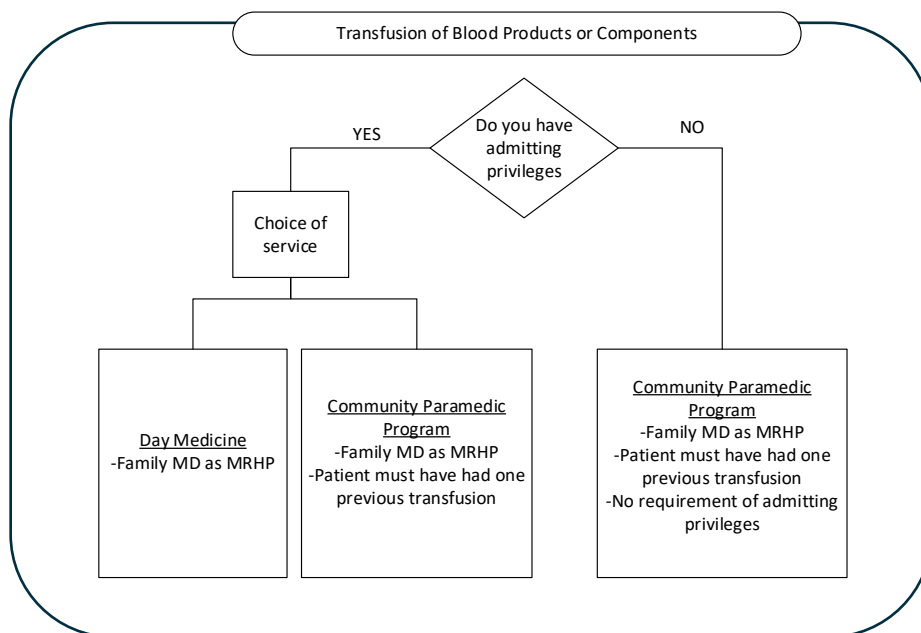 Transfusion of Blood Products or Components
Do you have
admitting
privileges
YES
NO
Choice of
service
Day Medicine
-Family MD as MRHP
Community Paramedic
Program
-Family MD as MRHP
-Patient must have had one
previous transfusion
Community Paramedic
Program
-Family MD as MRHP
-Patient must have had one
previous transfusion
-No requirement of admitting
privileges